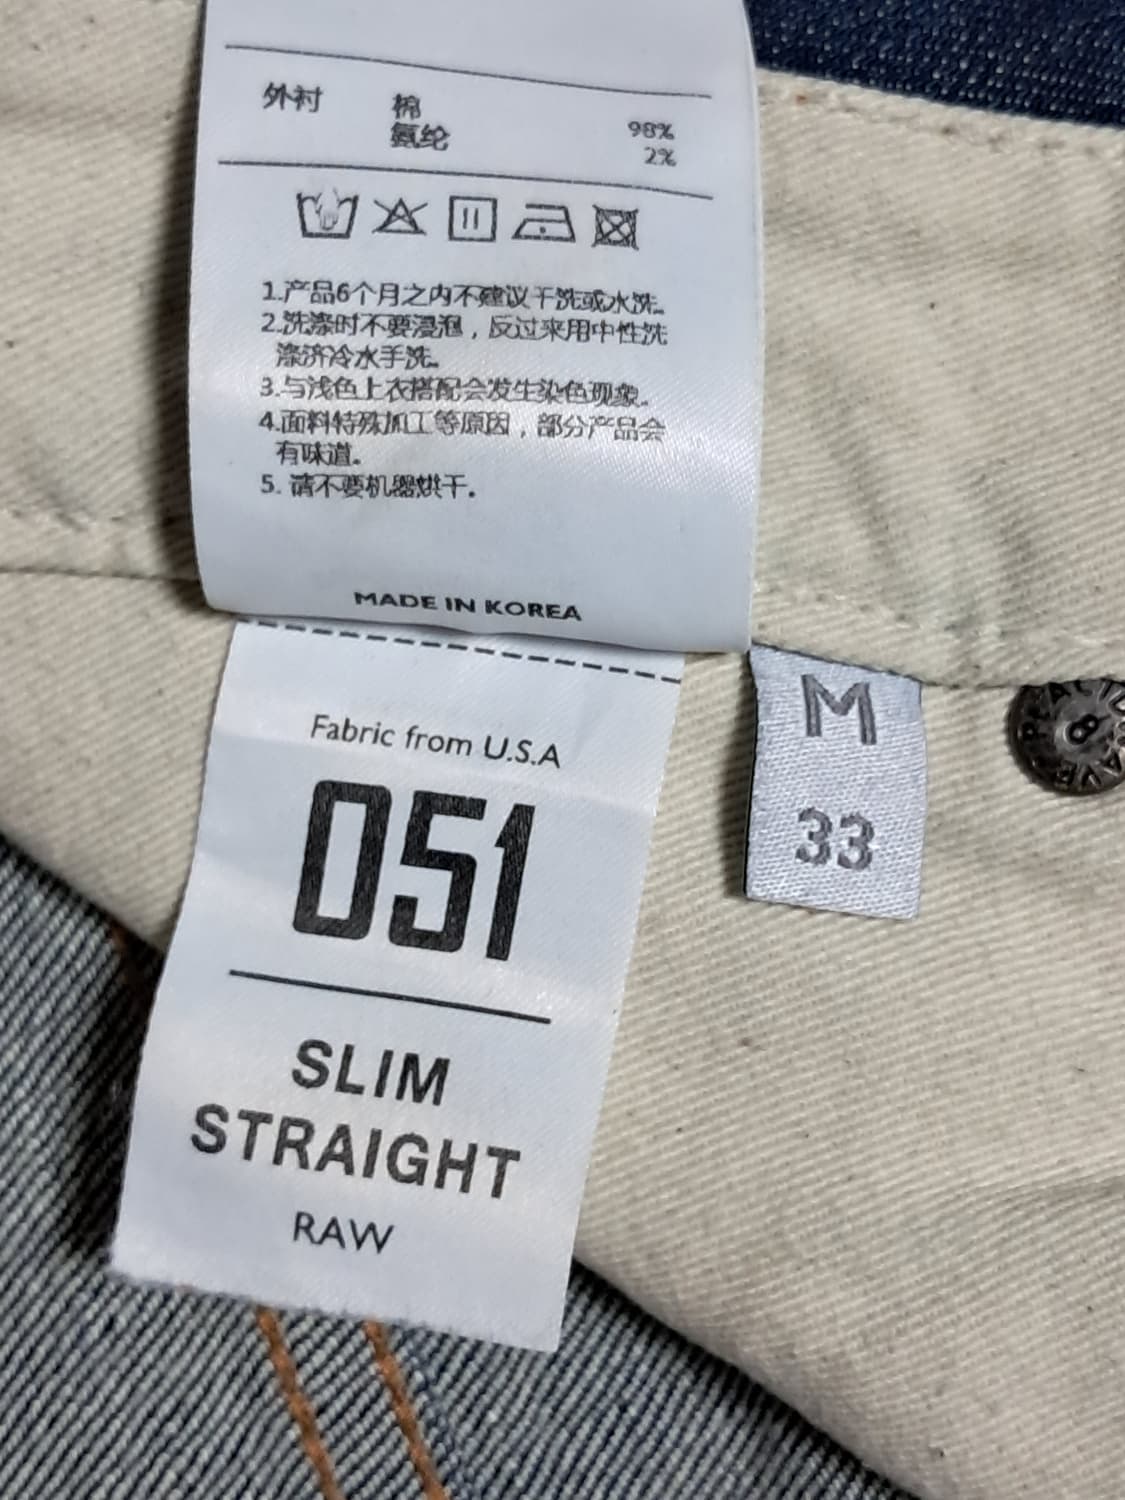 外衬 棉 98%
氨纶 2%
1.产品6个月之内不建议干洗或水洗。
2.洗涤时不要浸泡，反过来用中性洗
涤济冷水手洗。
3.与浅色上衣搭配会发生染色现象。
4.面料特殊加工等原因，部分产品会
有味道。
5. 请不要机器烘干。
MADE IN KOREA
Fabric from U.S.A
051
SLIM
STRAIGHT
RAW
M
33
8